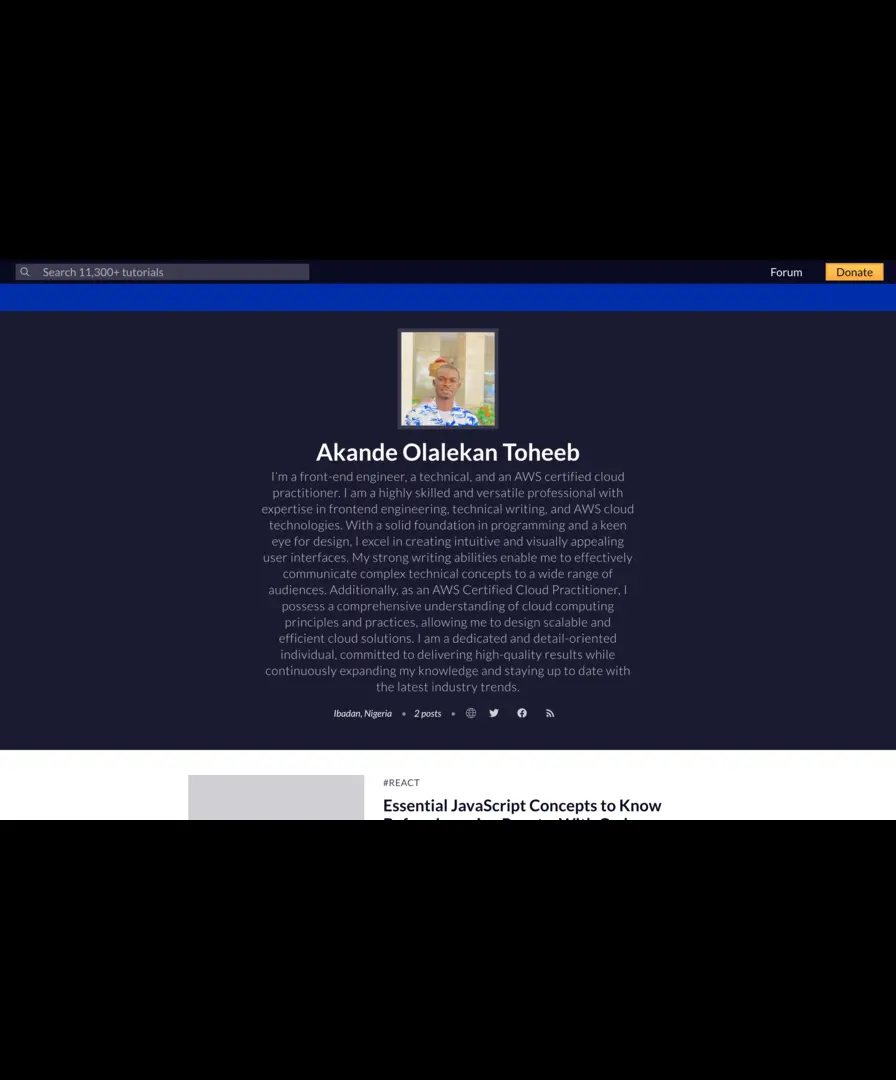 Search 11,300+ tutorials
Forum
Donate
Akande Olalekan Toheeb
I'm a front-end engineer, a technical, and an AWS certified cloud
practitioner. I am a highly skilled and versatile professional with
expertise in frontend engineering, technical writing, and AWS cloud
technologies. With a solid foundation in programming and a keen
eye for design, I excel in creating intuitive and visually appealing
user interfaces. My strong writing abilities enable me to effectively
communicate complex technical concepts to a wide range of
audiences. Additionally, as an AWS Certified Cloud Practitioner, I
possess a comprehensive understanding of cloud computing
principles and practices, allowing me to design scalable and
efficient cloud solutions. I am a dedicated and detail-oriented
individual, committed to delivering high-quality results while
continuously expanding my knowledge and staying up to date with
the latest industry trends.
Ibadan, Nigeria • 2 posts •
#REACT
Essential JavaScript Concepts to Know